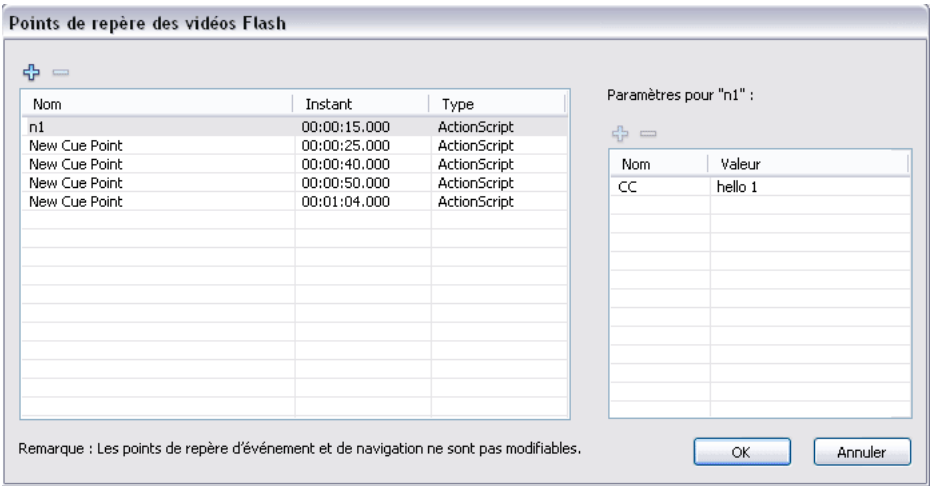 Points de repère des vidéos Flash
Nom Instant Type
n1 00:00:15.000 ActionScript
New Cue Point 00:00:25.000 ActionScript
New Cue Point 00:00:40.000 ActionScript
New Cue Point 00:00:50.000 ActionScript
New Cue Point 00:01:04.000 ActionScript
Paramètres pour "n1" :
Nom Valeur
CC hello 1
Remarque : Les points de repère d'événement et de navigation ne sont pas modifiables.
OK Annuler